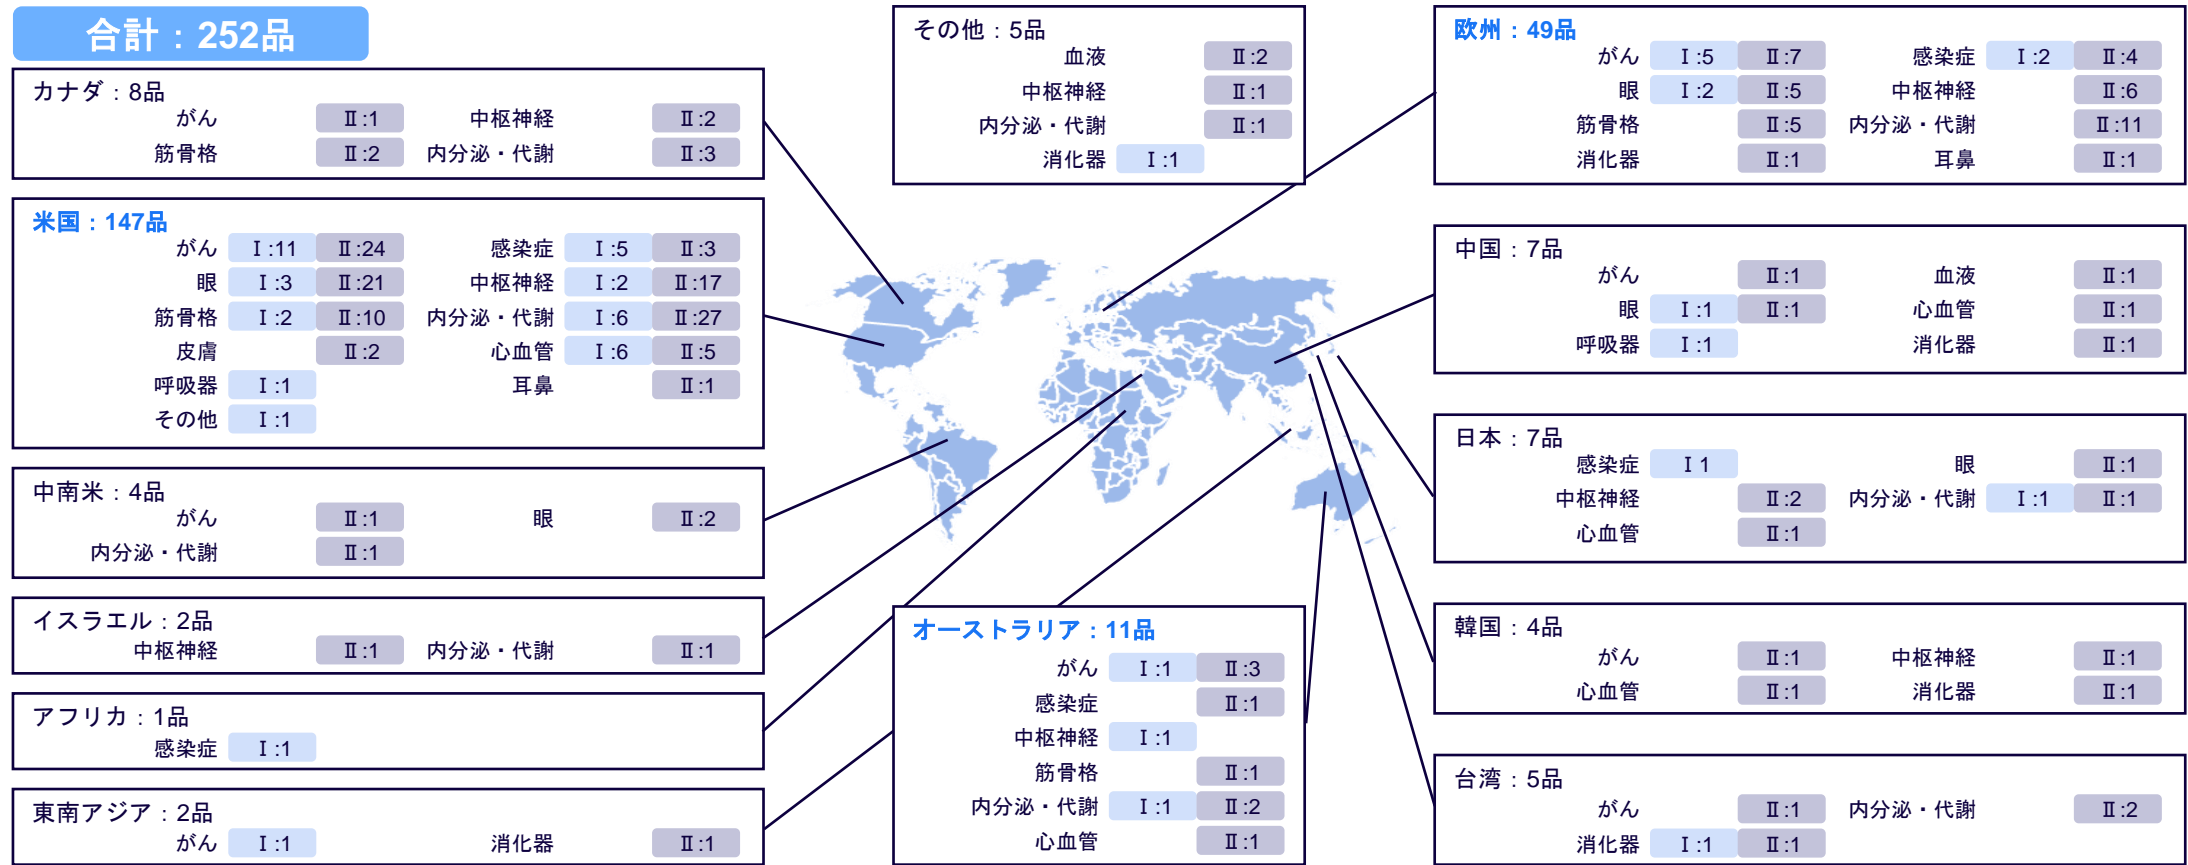 合計：252品
カナダ：8品
がん Ⅱ:1 中枢神経 Ⅱ:2
筋骨格 Ⅱ:2 内分泌・代謝 Ⅱ:3
米国：147品
がん Ⅰ:11 Ⅱ:24 感染症 Ⅰ:5 Ⅱ:3
眼 Ⅰ:3 Ⅱ:21 中枢神経 Ⅰ:2 Ⅱ:17
筋骨格 Ⅰ:2 Ⅱ:10 内分泌・代謝 Ⅰ:6 Ⅱ:27
皮膚 Ⅱ:2 心血管 Ⅰ:6 Ⅱ:5
呼吸器 Ⅰ:1 耳鼻 Ⅱ:1
その他 Ⅰ:1
中南米：4品
がん Ⅱ:1 眼 Ⅱ:2
内分泌・代謝 Ⅱ:1
イスラエル：2品
中枢神経 Ⅱ:1 内分泌・代謝 Ⅱ:1
アフリカ：1品
感染症 Ⅰ:1
東南アジア：2品
がん Ⅰ:1 消化器 Ⅱ:1
その他：5品
血液 Ⅱ:2
中枢神経 Ⅱ:1
内分泌・代謝 Ⅱ:1
消化器 Ⅰ:1
オーストラリア：11品
がん Ⅰ:1 Ⅱ:3
感染症 Ⅱ:1
中枢神経 Ⅰ:1
筋骨格 Ⅱ:1
内分泌・代謝 Ⅰ:1 Ⅱ:2
心血管 Ⅱ:1
欧州：49品
がん Ⅰ:5 Ⅱ:7 感染症 Ⅰ:2 Ⅱ:4
眼 Ⅰ:2 Ⅱ:5 中枢神経 Ⅱ:6
筋骨格 Ⅱ:5 内分泌・代謝 Ⅱ:11
消化器 Ⅱ:1 耳鼻 Ⅱ:1
中国：7品
がん Ⅱ:1 血液 Ⅱ:1
眼 Ⅰ:1 Ⅱ:1 心血管 Ⅱ:1
呼吸器 Ⅰ:1 消化器 Ⅱ:1
日本：7品
感染症 Ⅰ1 眼 Ⅱ:1
中枢神経 Ⅱ:2 内分泌・代謝 Ⅰ:1 Ⅱ:1
心血管 Ⅱ:1
韓国：4品
がん Ⅱ:1 中枢神経 Ⅱ:1
心血管 Ⅱ:1 消化器 Ⅱ:1
台湾：5品
がん Ⅱ:1 内分泌・代謝 Ⅱ:2
消化器 Ⅰ:1 Ⅱ:1